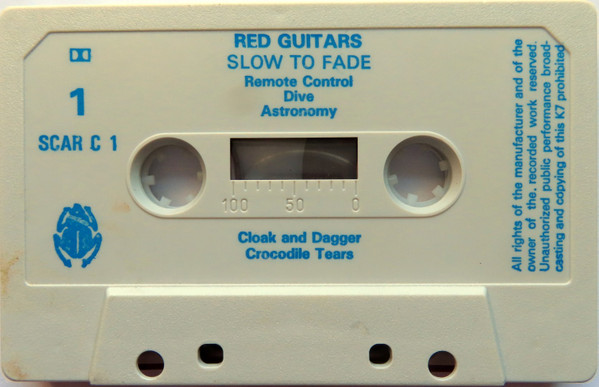 RED GUITARS
SLOW TO FADE
Remote Control
Dive
Astronomy
1
SCAR C 1
100 50 0
Cloak and Dagger
Crocodile Tears
All rights of the manufacturer and of the
owner of the recorded work reserved.
Unauthorized public performance broad-
casting and copying of this K7 prohibited